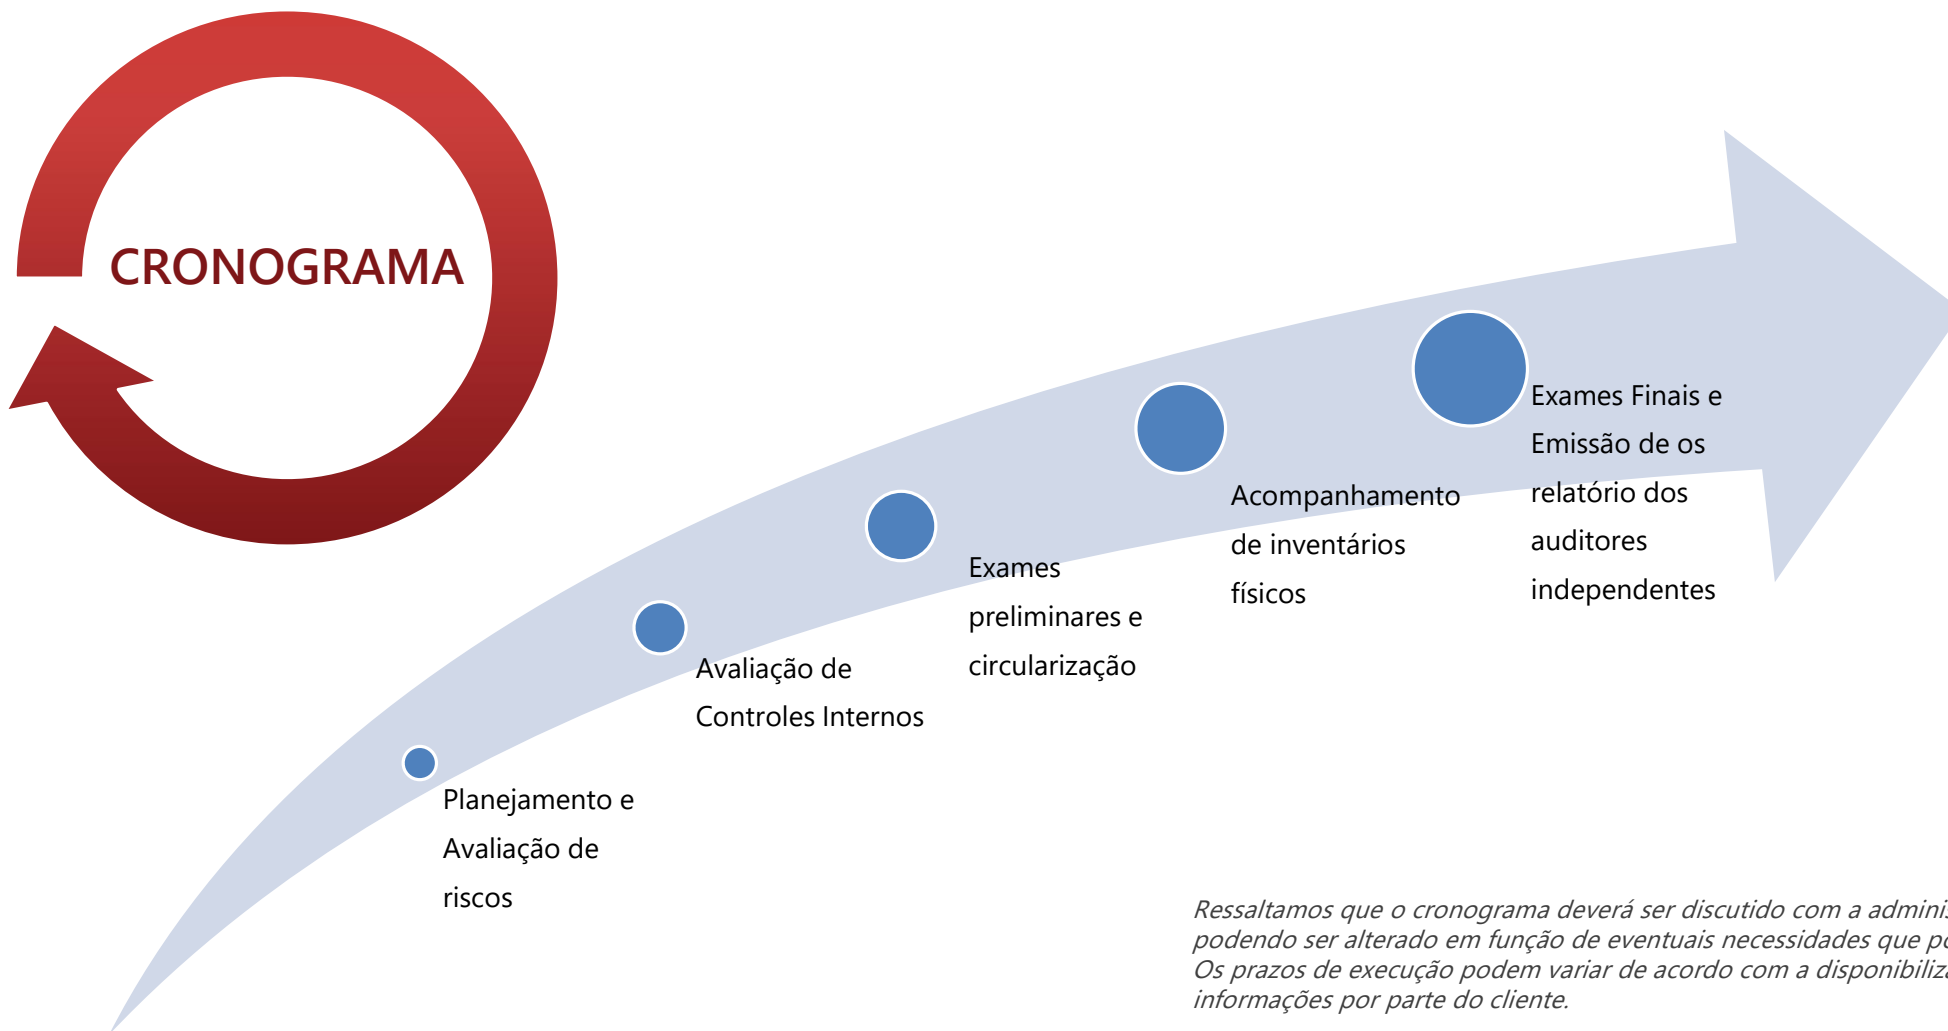 CRONOGRAMA
Planejamento e
Avaliação de
riscos
Avaliação de
Controles Internos
Exames
preliminares e
circularização
Acompanhamento
de inventários
físicos
Exames Finais e
Emissão de os
relatório dos
auditores
independentes
Ressaltamos que o cronograma deverá ser discutido com a
podendo ser alterado em função de eventuais necessidades que
Os prazos de execução podem variar de acordo com a
informações por parte do cliente.